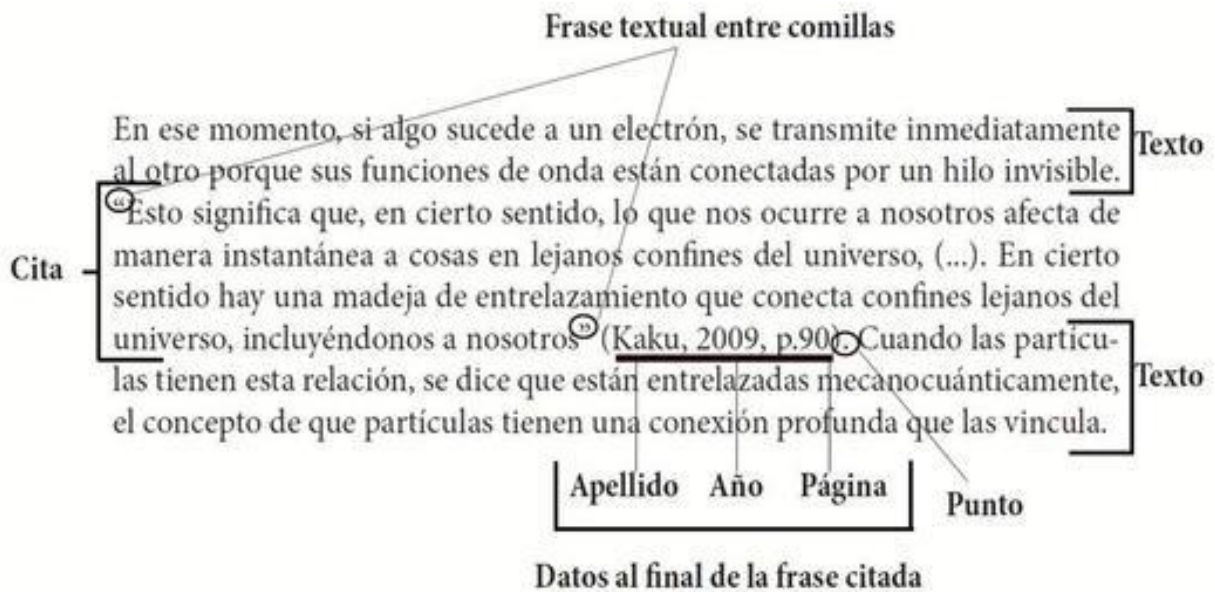 Frase textual entre comillas
En ese momento, si algo sucede a un electrón, se transmite inmediatamente
al otro porque sus funciones de onda están conectadas por un hilo invisible.
Texto
“Esto significa que, en cierto sentido, lo que nos ocurre a nosotros afecta de
manera instantánea a cosas en lejanos confines del universo, (...). En cierto
Cita
sentido hay una madeja de entrelazamiento que conecta confines lejanos del
universo, incluyéndonos a nosotros” (Kaku, 2009, p.90). Cuando las partícu-
las tienen esta relación, se dice que están entrelazadas mecanocuánticamente,
Texto
el concepto de que partículas tienen una conexión profunda que las vincula.
Apellido Año Página
Punto
Datos al final de la frase citada